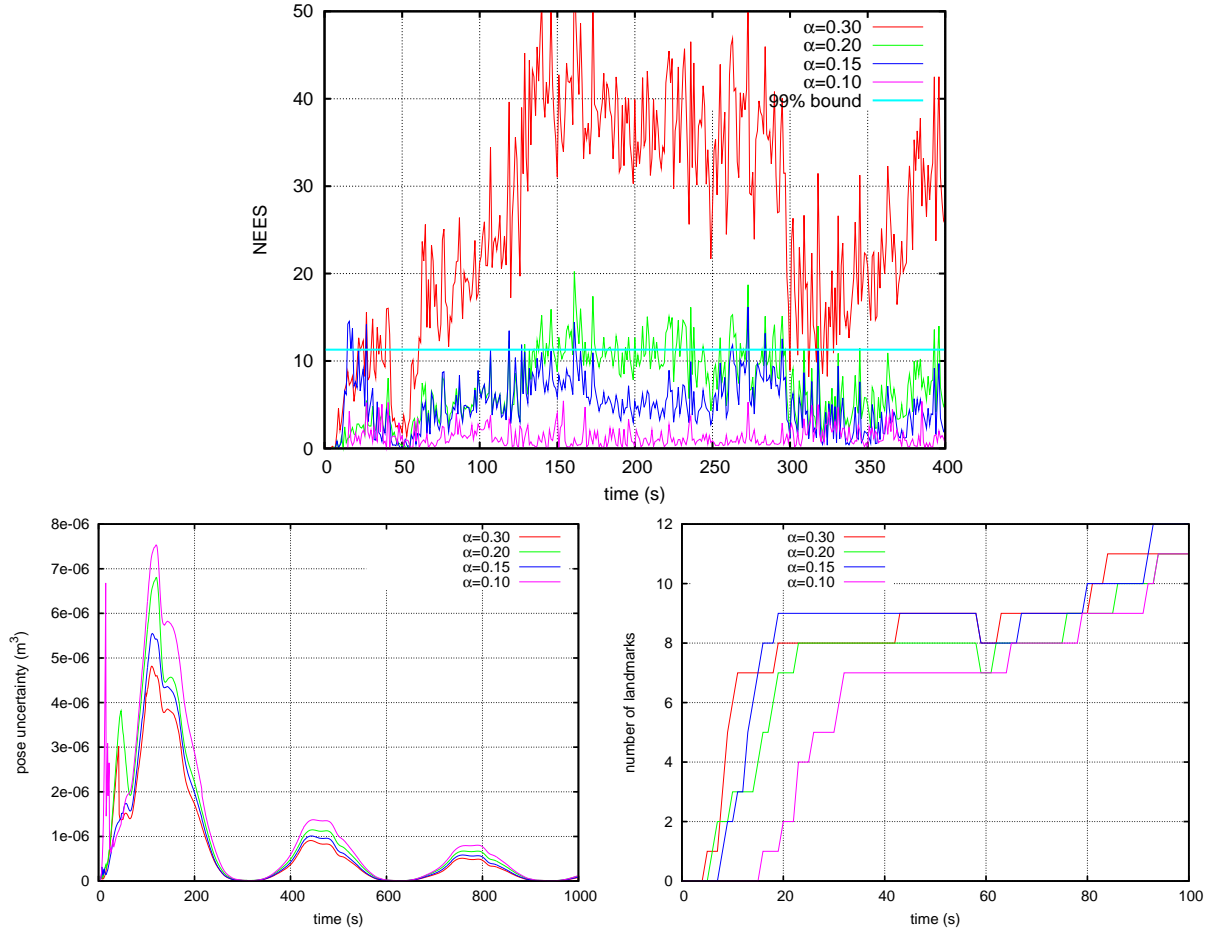 50
40
30
20
10
0
NEES
0 50 100 150 200 250 300 350 400
time (s)
α=0.30
α=0.20
α=0.15
α=0.10
99% bound
8e-06
7e-06
6e-06
5e-06
4e-06
3e-06
2e-06
1e-06
0
pose uncertainty (m³)
0 200 400 600 800 1000
time (s)
α=0.30
α=0.20
α=0.15
α=0.10
12
10
8
6
4
2
0
number of landmarks
0 20 40 60 80 100
time (s)
α=0.30
α=0.20
α=0.15
α=0.10